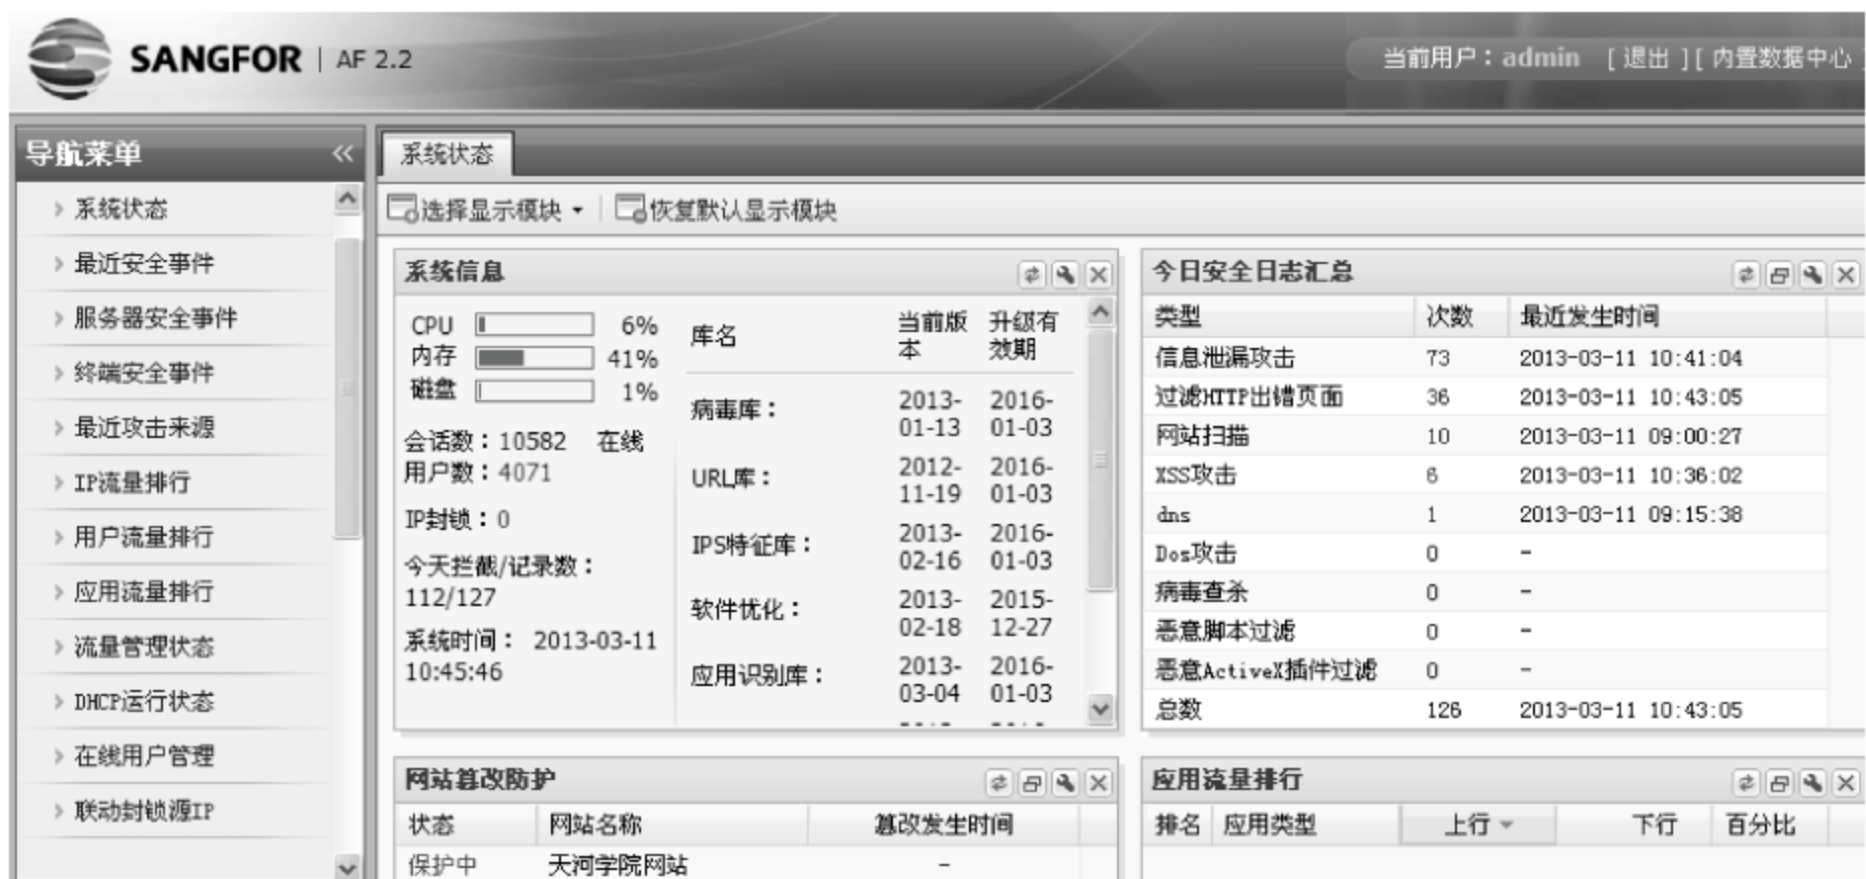 SANGFOR | AF 2.2
当前用户：admin [ 退出 ][ 内置数据中心
导航菜单
系统状态
最近安全事件
服务器安全事件
终端安全事件
最近攻击来源
IP流量排行
用户流量排行
应用流量排行
流量管理状态
DHCP运行状态
在线用户管理
联动封锁源IP
系统状态
选择显示模块
恢复默认显示模块
系统信息
CPU 6%
内存 41%
磁盘 1%
会话数：10582 在线
用户数：4071
IP封锁：0
今天拦截/记录数：
112/127
系统时间： 2013-03-11
10:45:46
库名 当前版本 升级有效期
病毒库： 2013-01-13 2016-01-03
URL库： 2012-11-19 2016-01-03
IPS特征库： 2013-02-16 2016-01-03
软件优化： 2013-02-18 2015-12-27
应用识别库： 2013-03-04 2016-01-03
今日安全日志汇总
类型 次数 最近发生时间
信息泄漏攻击 73 2013-03-11 10:41:04
过滤HTTP出错页面 36 2013-03-11 10:43:05
网站扫描 10 2013-03-11 09:00:27
XSS攻击 6 2013-03-11 10:36:02
dns 1 2013-03-11 09:15:38
Dos攻击 0 -
病毒查杀 0 -
恶意脚本过滤 0 -
恶意ActiveX插件过滤 0 -
总数 126 2013-03-11 10:43:05
网站篡改防护
状态 网站名称 篡改发生时间
保护中 天河学院网站 -
应用流量排行
排名 应用类型 上行 下行 百分比